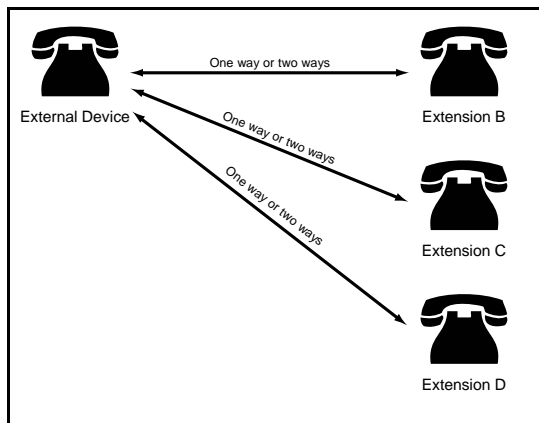 One way or two ways
External Device
Extension B
One way or two ways
Extension C
One way or two ways
Extension D